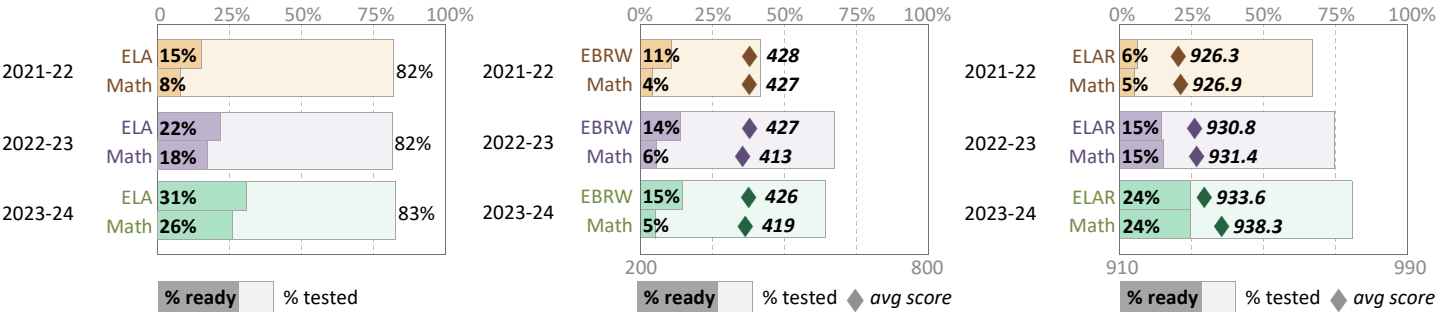 0 25% 50% 75% 100%
ELA 15%
2021-22 82%
Math 8%
ELA 22%
2022-23 82%
Math 18%
ELA 31%
2023-24 83%
Math 26%
% ready % tested
0% 25% 50% 75% 100%
EBRW 11% 428
2021-22
Math 4% 427
EBRW 14% 427
2022-23
Math 6% 413
EBRW 15% 426
2023-24
Math 5% 419
200 800
% ready % tested avg score
0% 25% 50% 75% 100%
ELAR 6% 926.3
2021-22
Math 5% 926.9
ELAR 15% 930.8
2022-23
Math 15% 931.4
ELAR 24% 933.6
2023-24
Math 24% 938.3
910 990
% ready % tested avg score